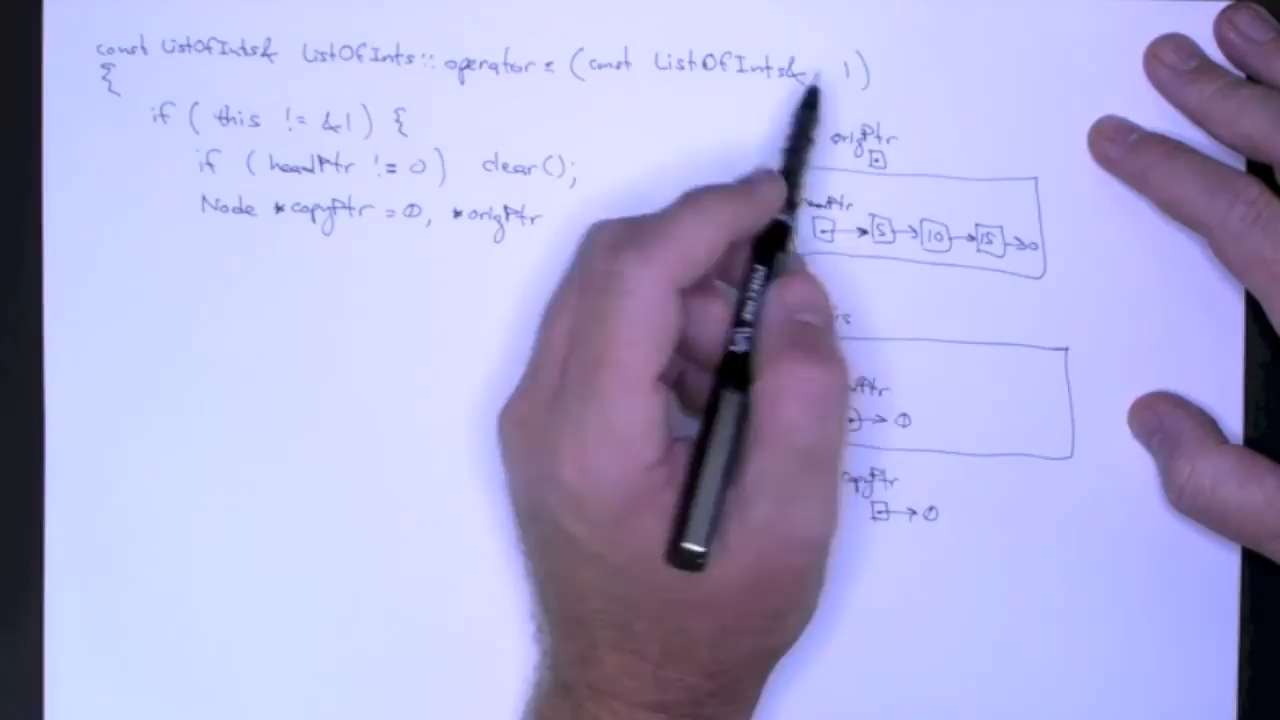 const ListOfInts& ListOfInts::operator= (const ListOfInts& l)
{
if ( this != &l ) {
if ( headPtr != 0 ) clear();
Node *copyPtr = 0, *origPtr
origPtr
5 10 15 0
0
0